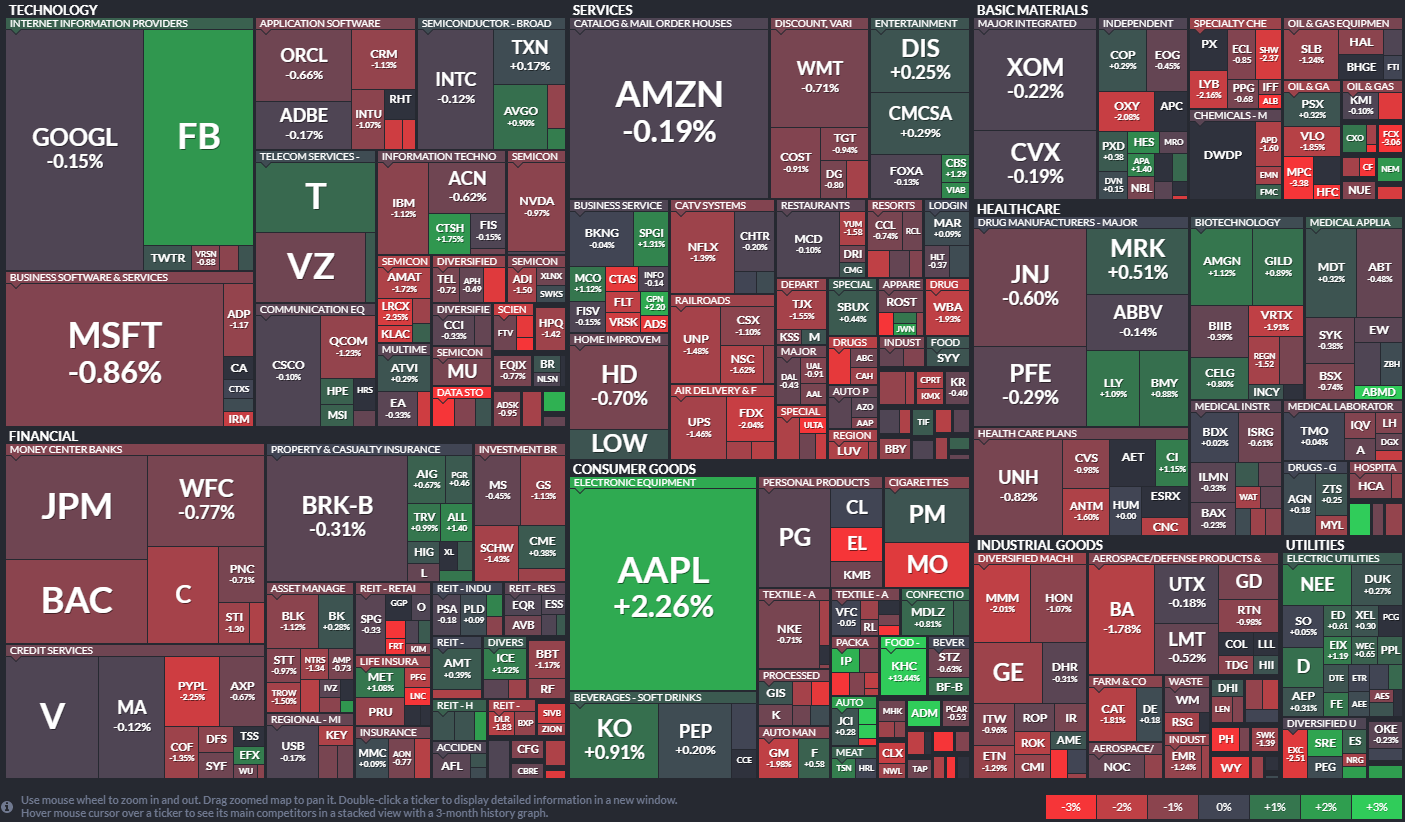 TECHNOLOGY
INTERNET INFORMATION PROVIDERS
GOOGL
-0.15%
FB
TWTR
VRSN
-0.88
APPLICATION SOFTWARE
ORCL
-0.66%
CRM
-1.13%
ADBE
-0.17%
INTU
-1.07%
RHT
SEMICONDUCTOR - BROAD
INTC
-0.12%
TXN
+0.17%
AVGO
+0.90%
BUSINESS SOFTWARE & SERVICES
MSFT
-0.86%
ADP
-1.17
CA
CTXS
IRM
TELECOM SERVICES -
T
VZ
INFORMATION TECHNO
IBM
-1.12%
ACN
-0.62%
CTSH
+1.75%
FIS
-0.15%
SEMICON
NVDA
-0.97%
COMMUNICATION EQ
CSCO
-0.10%
QCOM
-1.23%
HPE
HRS
MSI
SEMICON
AMAT
-1.72%
LRCX
-2.35%
KLAC
DIVERSIFIED
TEL
-0.72
APH
-0.49
SEMICON
ADI
-1.50
XLNX
SWKS
MULTIME
ATVI
+0.29%
EA
-0.33%
DIVERSIFIE
CCI
-0.33%
SCIEN
FTV
HPQ
-1.42
SEMICON
MU
EQIX
-0.77%
BR
NLSN
DATA STO
ADSK
-0.95
SERVICES
CATALOG & MAIL ORDER HOUSES
AMZN
-0.19%
DISCOUNT, VARI
WMT
-0.71%
COST
-0.91%
TGT
-0.94%
DG
-0.80
ENTERTAINMENT
DIS
+0.25%
CMCSA
+0.29%
FOXA
-0.13%
CBS
+1.29
VIAB
BUSINESS SERVICE
BKNG
-0.04%
SPGI
+1.31%
MCO
+1.12%
CTAS
INFO
-0.14
FLT
GPN
+2.20
FISV
-0.15%
VRSK
ADS
CATV SYSTEMS
NFLX
-1.39%
CHTR
-0.20%
RESTAURANTS
MCD
-0.10%
YUM
-1.58
DRI
CMG
RESORTS
CCL
-0.74%
RCL
LODGIN
MAR
+0.09%
HLT
-0.37
HOME IMPROVEM
HD
-0.70%
LOW
RAILROADS
UNP
-1.48%
CSX
-1.10%
NSC
-1.62%
DEPART
TJX
-1.55%
KSS
M
SPECIAL
SBUX
+0.44%
APPARE
ROST
JWN
DRUG
WBA
-1.93%
MAJOR
DAL
-0.43
UAL
-0.91
AAL
DRUGS
ABC
CAH
INDUST
FOOD
SYY
AIR DELIVERY & F
UPS
-1.46%
FDX
-2.04%
SPECIAL
ULTA
AUTO P
AZO
AAP
CPRT
KMX
KR
-0.40
REGION
LUV
TIF
BBY
BASIC MATERIALS
MAJOR INTEGRATED
XOM
-0.22%
CVX
-0.19%
INDEPENDENT
COP
+0.29%
EOG
-0.45%
OXY
-2.08%
APC
PXD
+0.38
HES
MRO
APA
+1.40
DVN
+0.15
NBL
SPECIALTY CHE
PX
ECL
-0.85
SHW
-2.37
LYB
-2.16%
PPG
-0.68
IFF
ALB
CHEMICALS - M
DWDP
APD
-1.60
EMN
FMC
OIL & GAS EQUIPMEN
SLB
-1.24%
HAL
BHGE
FTI
OIL & GA
PSX
+0.32%
VLO
-1.85%
MPC
-3.38
HFC
OIL & GAS
KMI
-0.10%
CXO
FCX
-3.06
CF
NEM
NUE
HEALTHCARE
DRUG MANUFACTURERS - MAJOR
JNJ
-0.60%
MRK
+0.51%
ABBV
-0.14%
PFE
-0.29%
LLY
+1.09%
BMY
+0.88%
BIOTECHNOLOGY
AMGN
+1.12%
GILD
+0.89%
BIIB
-0.39%
VRTX
-1.91%
REGN
-1.52
CELG
+0.80%
INCY
MEDICAL APPLIA
MDT
+0.32%
ABT
-0.48%
SYK
-0.38%
EW
ZBH
BSX
-0.74%
ABMD
HEALTH CARE PLANS
UNH
-0.82%
CVS
-0.98%
AET
CI
+1.15%
ANTM
-1.60%
HUM
+0.00
ESRX
CNC
MEDICAL INSTR
BDX
+0.02%
ISRG
-0.61%
ILMN
-0.33%
WAT
BAX
-0.23%
MEDICAL LABORATOR
TMO
+0.04%
IQV
LH
A
DGX
DRUGS - G
AGN
+0.18
ZTS
+0.25
MYL
HOSPITA
HCA
FINANCIAL
MONEY CENTER BANKS
JPM
WFC
-0.77%
BAC
C
PNC
-0.71%
STI
-1.30
PROPERTY & CASUALTY INSURANCE
BRK-B
-0.31%
AIG
+0.67%
PGR
+0.46
TRV
+0.99%
ALL
+1.40
HIG
XL
L
INVESTMENT BR
MS
-0.45%
GS
-1.13%
SCHW
-1.43%
CME
+0.38%
CREDIT SERVICES
V
MA
-0.12%
PYPL
-2.25%
AXP
-0.67%
COF
-1.35%
DFS
TSS
SYF
EFX
WU
ASSET MANAGE
BLK
-1.12%
BK
+0.28%
STT
-0.97%
NTRS
-1.34
AMP
-0.73
TROW
-1.50%
IVZ
REGIONAL - MI
USB
-0.17%
KEY
REIT - RETAI
SPG
-0.33
GGP
O
FRT
KIM
REIT - INDU
PSA
-0.18
PLD
+0.09
REIT - RES
EQR
ESS
AVB
LIFE INSURA
MET
+1.08%
PFG
LNC
PRU
REIT -
AMT
+0.39%
DIVERS
ICE
+1.22%
BBT
-1.17%
RF
INSURANCE
MMC
+0.09%
AON
-0.77
REIT - H
REIT -
DLR
-1.83
BXP
SIVB
ZION
ACCIDEN
AFL
CFG
CBRE
CONSUMER GOODS
ELECTRONIC EQUIPMENT
AAPL
+2.26%
PERSONAL PRODUCTS
PG
CL
EL
KMB
CIGARETTES
PM
MO
BEVERAGES - SOFT DRINKS
KO
+0.91%
PEP
+0.20%
CCE
TEXTILE - A
NKE
-0.71%
TEXTILE - A
VFC
-0.05
RL
CONFECTIO
MDLZ
+0.81%
PACKA
IP
FOOD -
KHC
+13.44%
BEVER
STZ
-0.63%
BF-B
PROCESSED
GIS
K
AUTO
JCI
+0.28
MHK
ADM
PCAR
-0.53
AUTO MAN
GM
-1.98%
F
+0.58
MEAT
TSN
HRL
CLX
NWL
TAP
INDUSTRIAL GOODS
DIVERSIFIED MACHI
MMM
-2.01%
HON
-1.07%
GE
DHR
-0.31%
ITW
-0.96%
ROP
IR
ROK
AME
ETN
-1.29%
CMI
AEROSPACE/DEFENSE PRODUCTS &
BA
-1.78%
UTX
-0.18%
GD
RTN
-0.98%
LMT
-0.52%
COL
LLL
TDG
HII
FARM & CO
CAT
-1.81%
DE
+0.18
WASTE
WM
RSG
DHI
LEN
AEROSPACE/
NOC
INDUST
EMR
-1.24%
PH
SWK
-1.39
WY
UTILITIES
ELECTRIC UTILITIES
NEE
DUK
+0.27%
SO
+0.05%
ED
+0.61
XEL
+0.30
PCG
D
EIX
+1.19
WEC
+0.65
PPL
DTE
ETR
AEP
+0.31%
FE
AEE
AES
DIVERSIFIED U
EXC
-2.51
SRE
ES
OKE
-0.23%
PEG
NRG
Use mouse wheel to zoom in and out. Drag zoomed map to pan it. Double-click a ticker to display detailed information in a new window.
Hover mouse cursor over a ticker to see its main competitors in a stacked view with a 3-month history graph.
-3%
-2%
-1%
0%
+1%
+2%
+3%